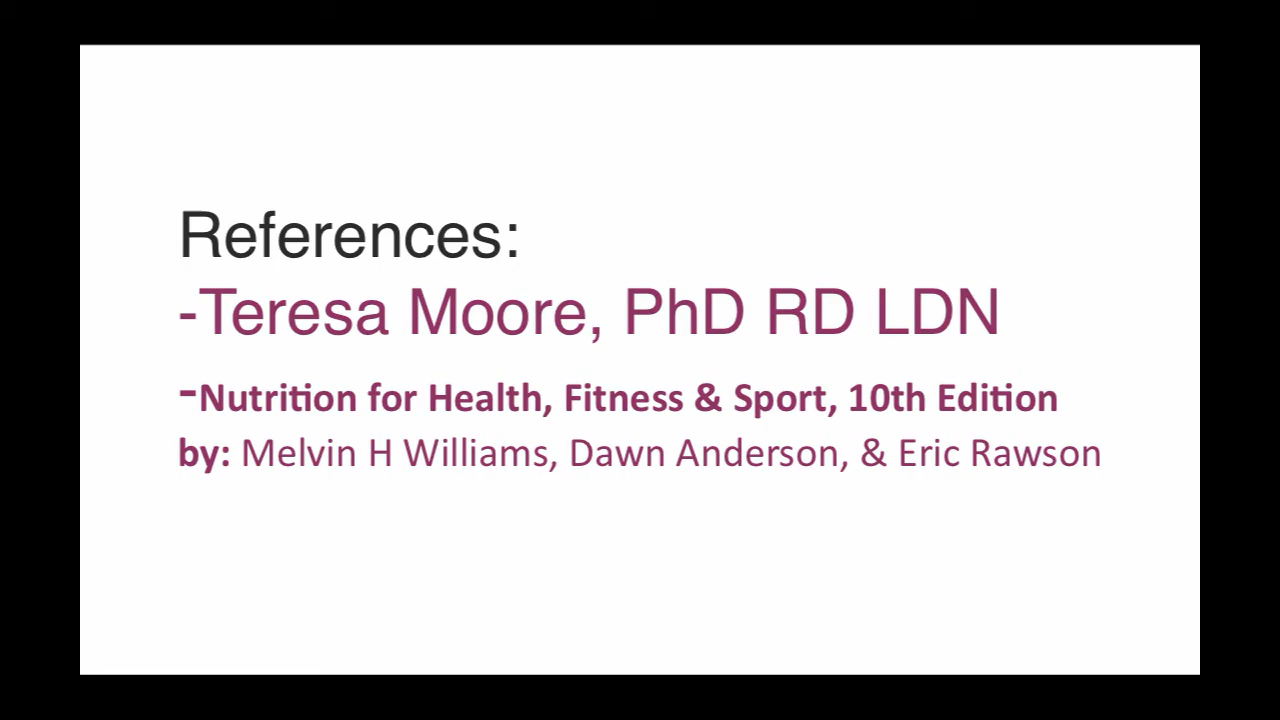 References:
-Teresa Moore, PhD RD LDN
-Nutrition for Health, Fitness & Sport, 10th Edition
by: Melvin H Williams, Dawn Anderson, & Eric Rawson